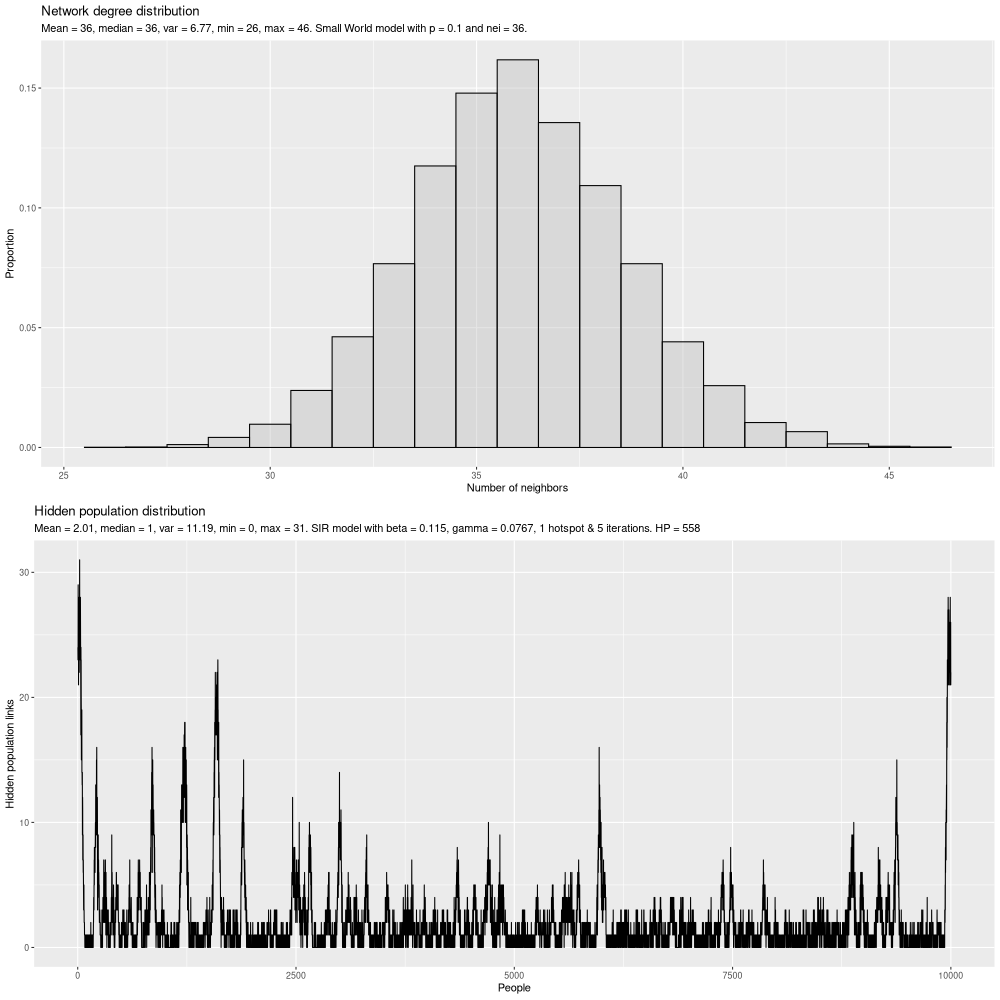 Network degree distribution
Mean = 36, median = 36, var = 6.77, min = 26, max = 46. Small World model with p = 0.1 and nei = 36.
Proportion
0.15
0.10
0.05
0.00
25 30 35 40 45
Number of neighbors
Hidden population distribution
Mean = 2.01, median = 1, var = 11.19, min = 0, max = 31. SIR model with beta = 0.115, gamma = 0.0767, 1 hotspot & 5 iterations. HP = 558
Hidden population links
30
20
10
0
0 2500 5000 7500 10000
People